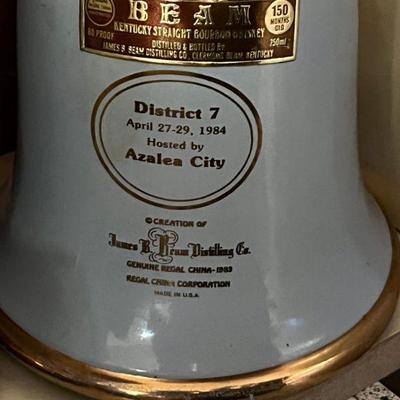 BEAM
KENTUCKY STRAIGHT BOURBON WHISKEY
80 PROOF
DISTILLED & BOTTLED BY
JAMES B. BEAM DISTILLING CO., CLERMONT, BEAM, KENTUCKY
150
MONTHS
OLD
750ml
District 7
April 27-29, 1984
Hosted by
Azalea City
© CREATION OF
James B. Beam Distilling Co.
GENUINE REGAL CHINA-1983
REGAL CHINA CORPORATION
MADE IN U.S.A.